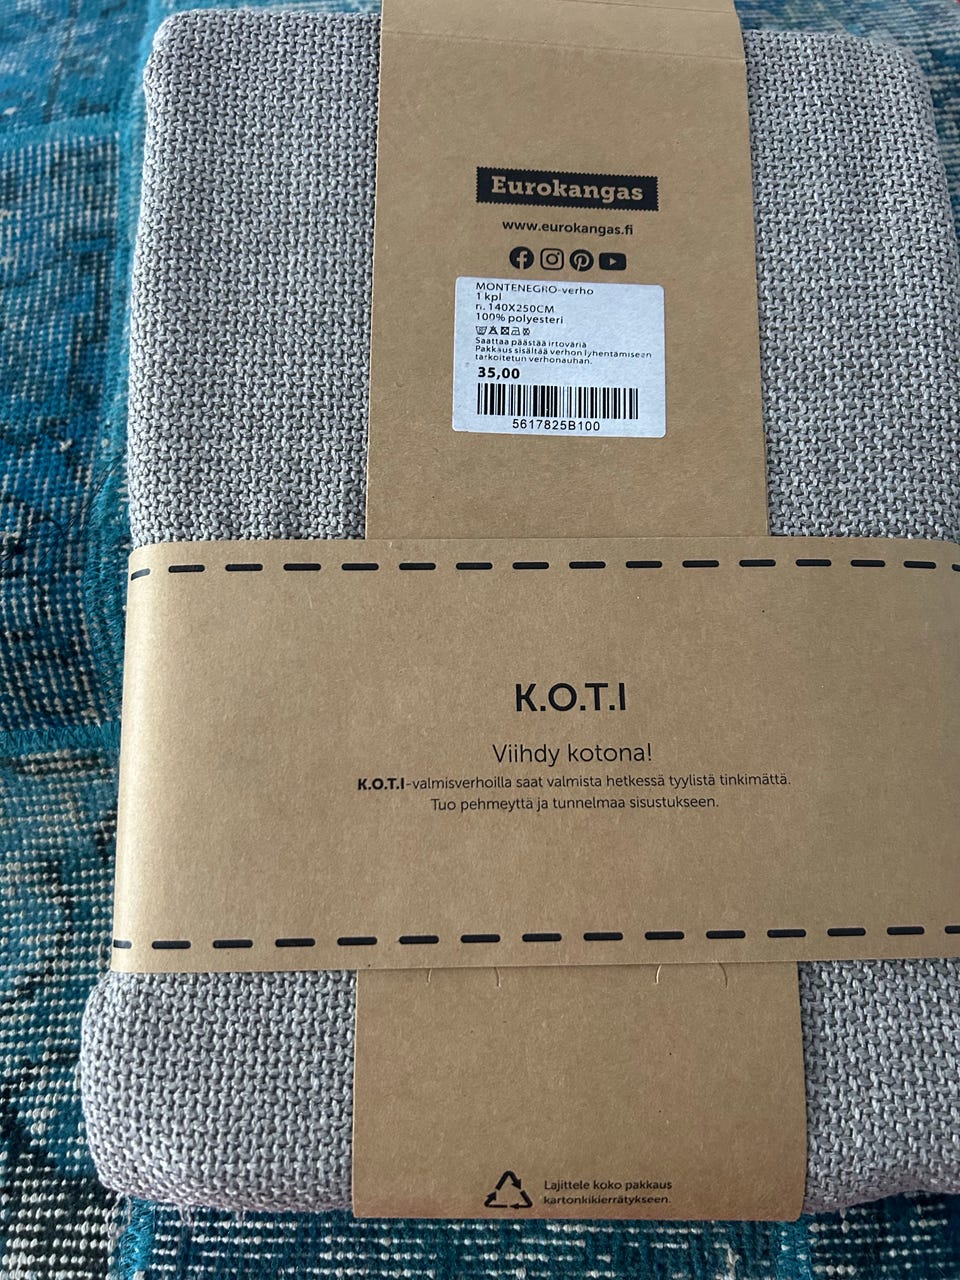 Eurokangas
www.eurokangas.fi
MONTENEGRO-verho
1 kpl
n. 140X250CM
100% polyesteri
Saattaa päästää irtoväriä
Pakkaus sisältää verhon lyhentämiseen
tarkoitetun verhonauhan.
35,00
5617825B100
K.O.T.I
Viihdy kotona!
K.O.T.I-valmisverhoilla saat valmista hetkessä tyylistä tinkimättä.
Tuo pehmeyttä ja tunnelmaa sisustukseen.
Lajittele koko pakkaus
kartonkikierrätykseen.